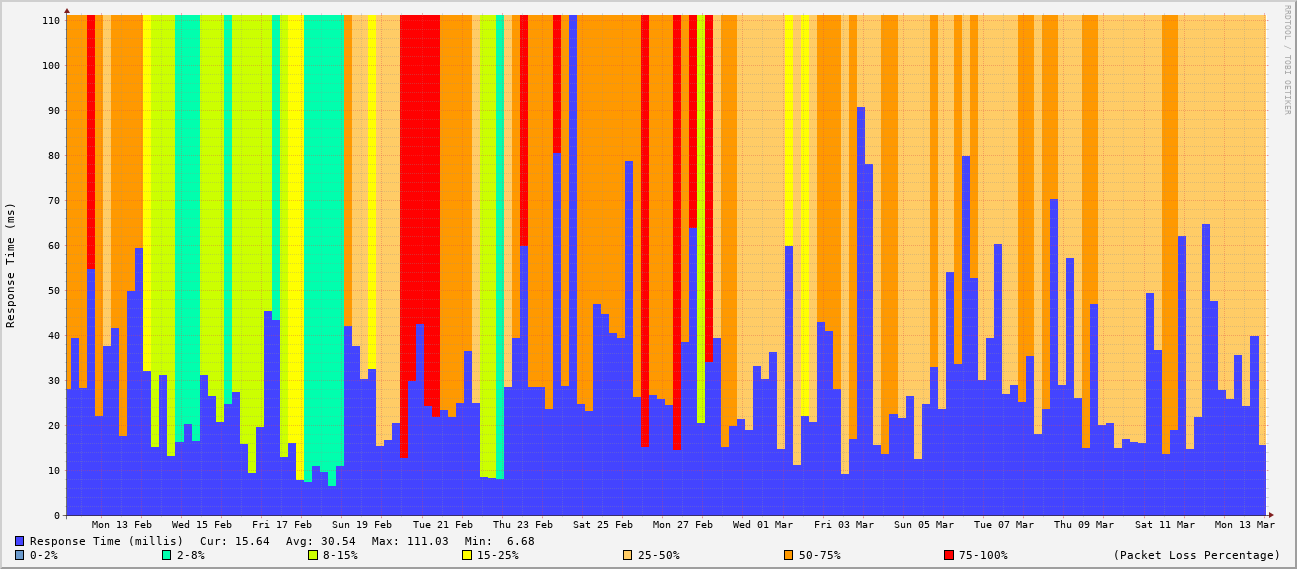 RRDTOOL / TOBI OETIKER
Response Time (ms)
110
100
90
80
70
60
50
40
30
20
10
0
Mon 13 Feb Wed 15 Feb Fri 17 Feb Sun 19 Feb Tue 21 Feb Thu 23 Feb Sat 25 Feb Mon 27 Feb Wed 01 Mar Fri 03 Mar Sun 05 Mar Tue 07 Mar Thu 09 Mar Sat 11 Mar Mon 13 Mar
Response Time (millis) Cur: 15.64 Avg: 30.54 Max: 111.03 Min: 6.68
0-2% 2-8% 8-15% 15-25% 25-50% 50-75% 75-100% (Packet Loss Percentage)